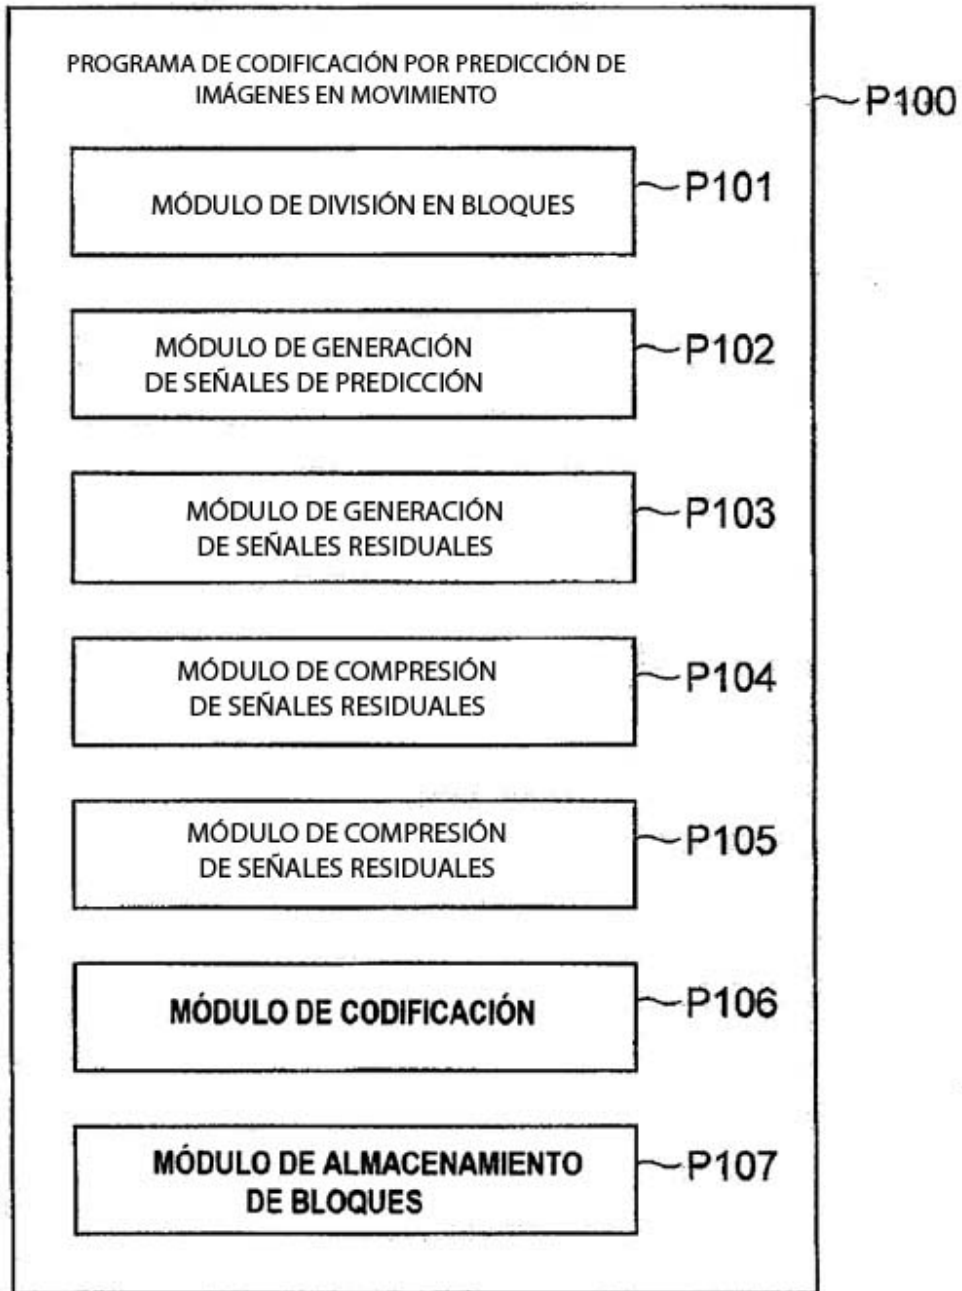 PROGRAMA DE CODIFICACIÓN POR PREDICCIÓN DE
IMÁGENES EN MOVIMIENTO
P100
MÓDULO DE DIVISIÓN EN BLOQUES
P101
MÓDULO DE GENERACIÓN
DE SEÑALES DE PREDICCIÓN
P102
MÓDULO DE GENERACIÓN
DE SEÑALES RESIDUALES
P103
MÓDULO DE COMPRESIÓN
DE SEÑALES RESIDUALES
P104
MÓDULO DE COMPRESIÓN
DE SEÑALES RESIDUALES
P105
MÓDULO DE CODIFICACIÓN
P106
MÓDULO DE ALMACENAMIENTO
DE BLOQUES
P107